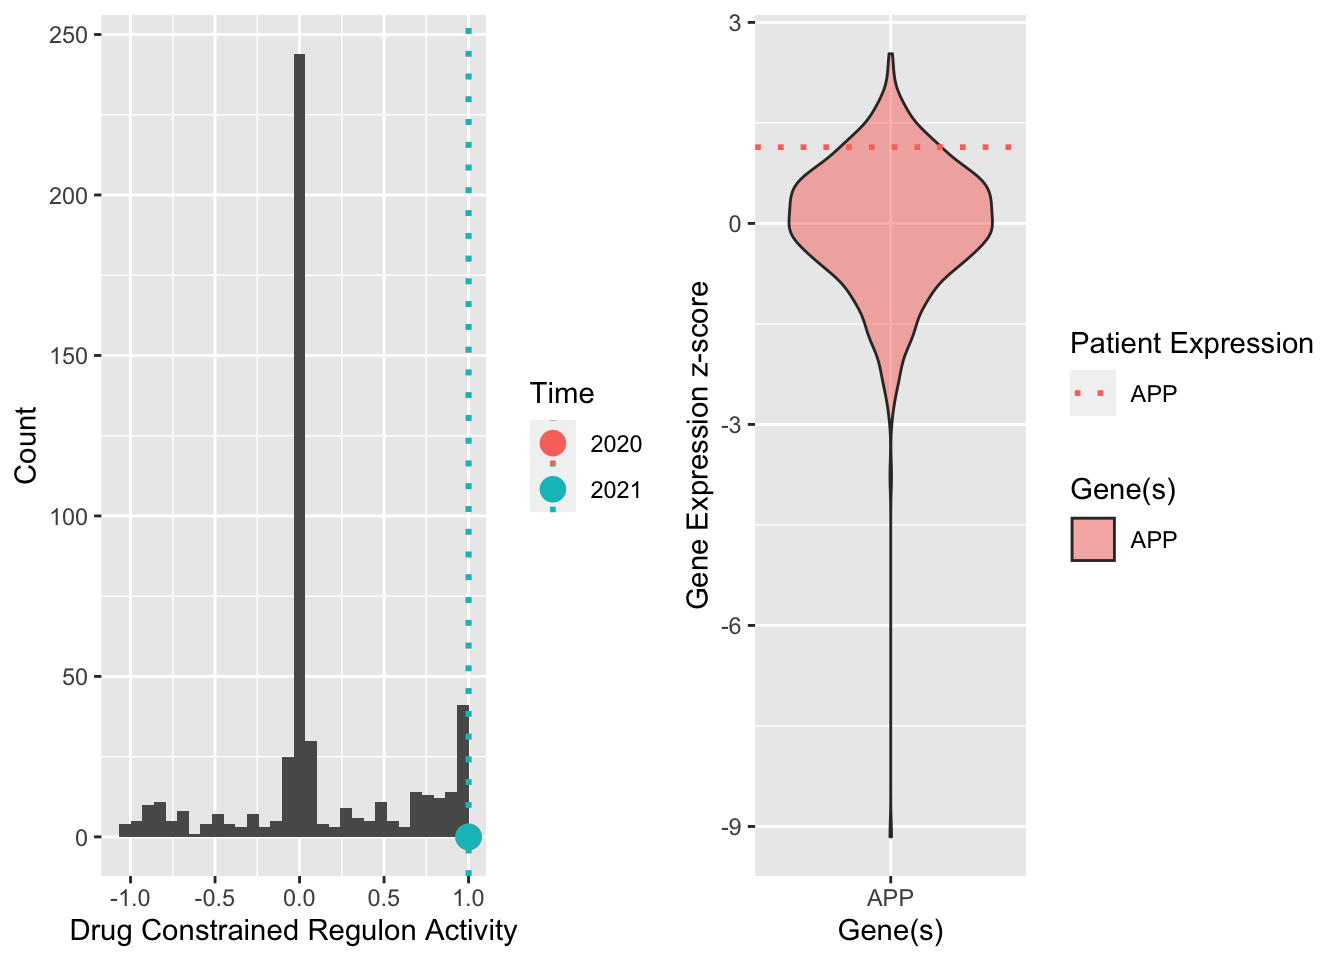 250
200
150
100
50
0
Count
-1.0 -0.5 0.0 0.5 1.0
Drug Constrained Regulon Activity
Time
2020
2021
3
0
-3
-6
-9
Gene Expression z-score
APP
Gene(s)
Patient Expression
APP
Gene(s)
APP